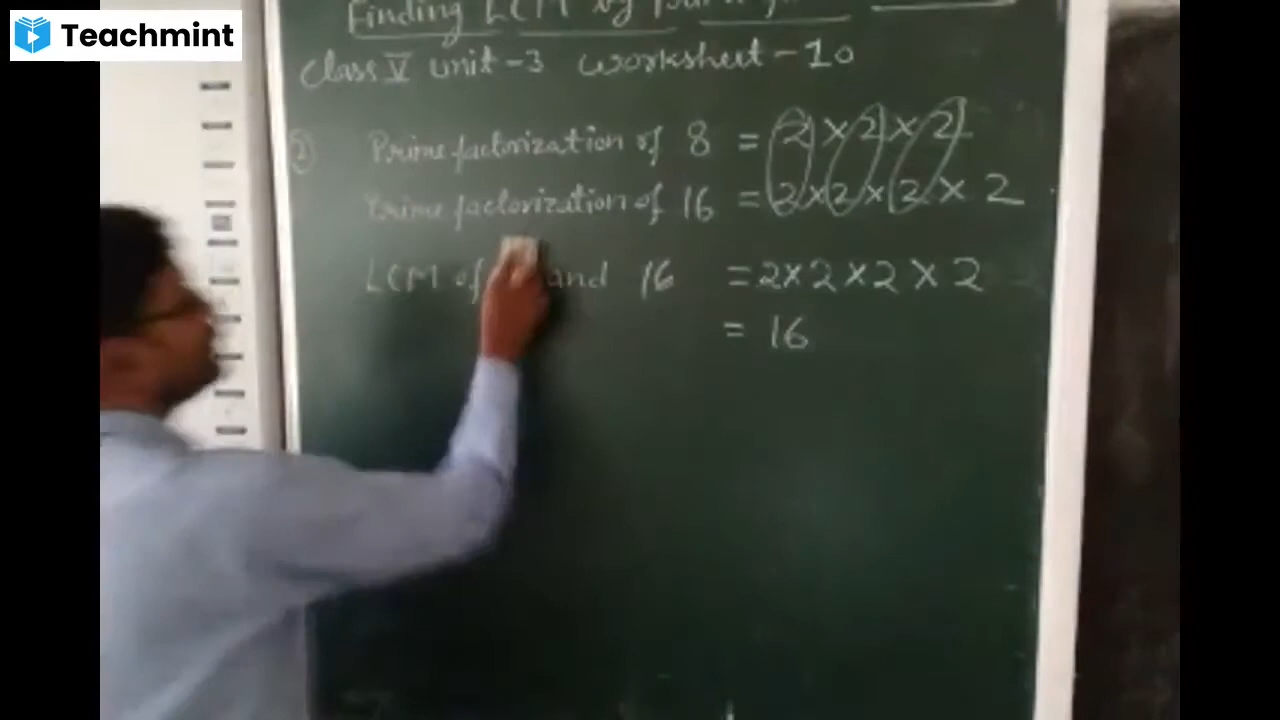 Teachmint
Finding LCM by
Class V unit-3 worksheet-10
Prime factorization of 8 = 2 × 2 × 2
Prime factorization of 16 = 2 × 2 × 2 × 2
LCM of and 16 = 2 × 2 × 2 × 2
= 16